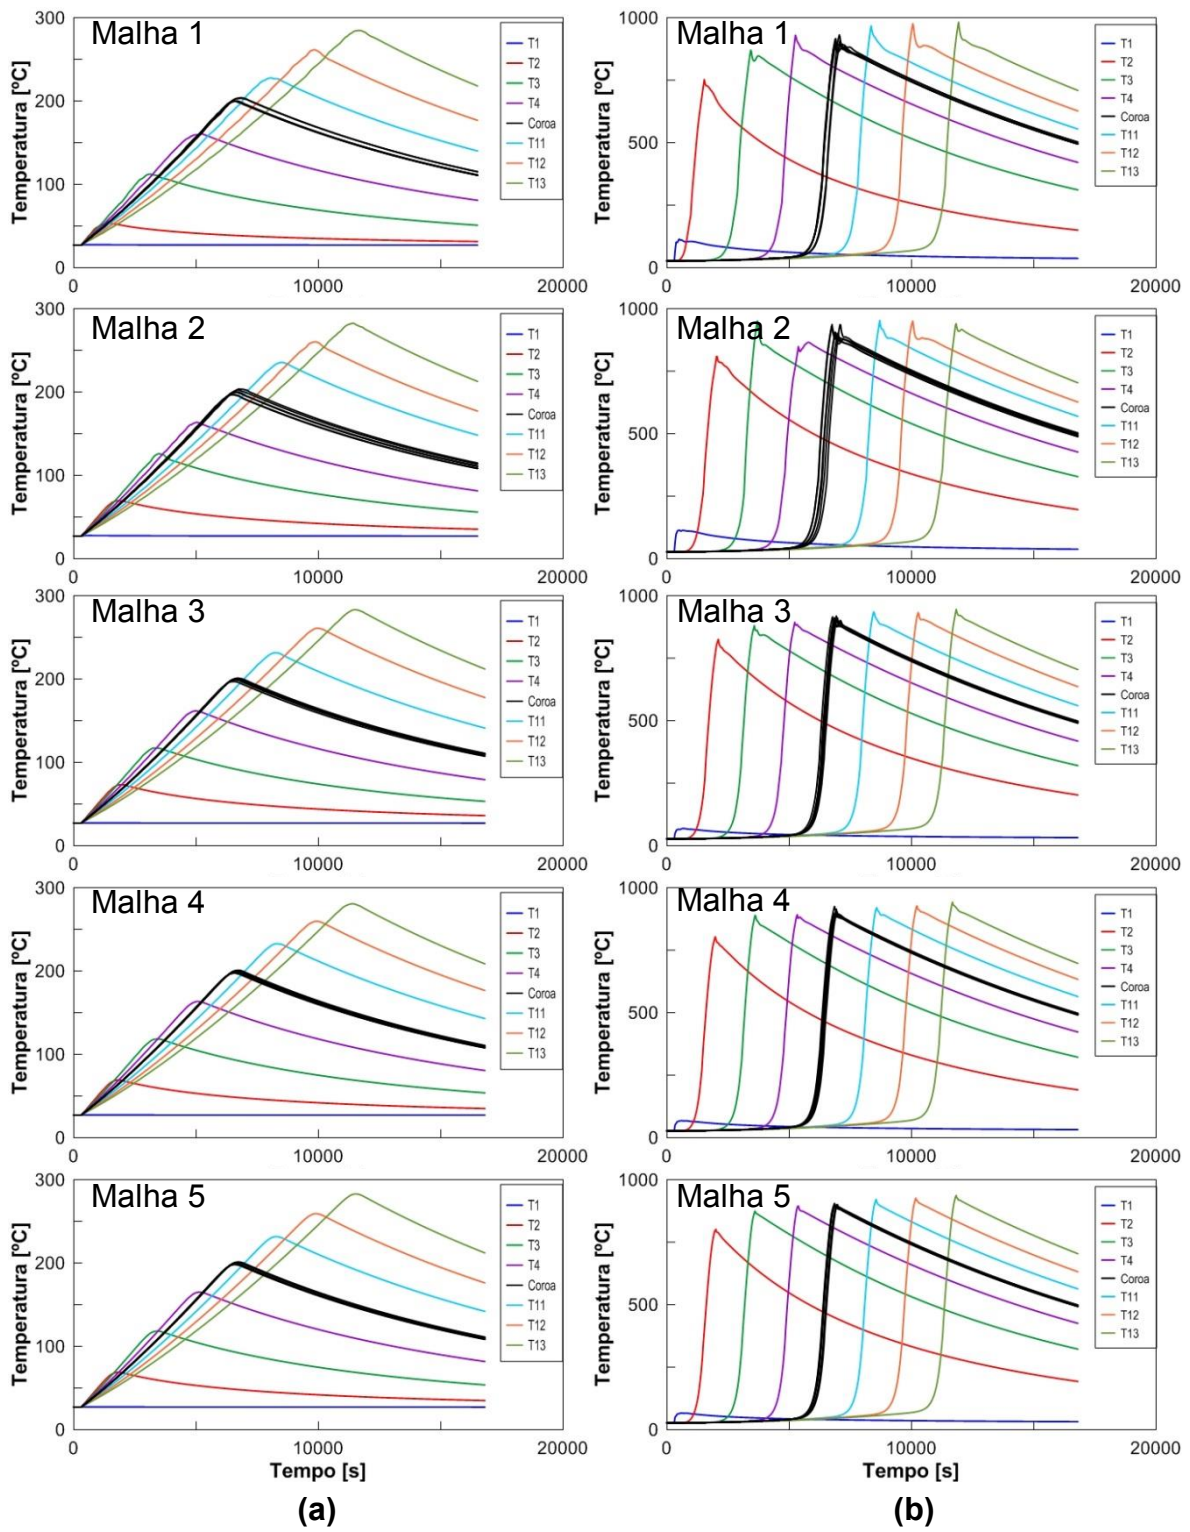 Malha 1
Temperatura [ºC]
300
200
100
0
0
10000
20000
T1
T2
T3
T4
Coroa
T11
T12
T13
Malha 1
Temperatura [ºC]
1000
500
0
0
10000
20000
T1
T2
T3
T4
Coroa
T11
T12
T13
Malha 2
Temperatura [ºC]
300
200
100
0
0
10000
20000
T1
T2
T3
T4
Coroa
T11
T12
T13
Malha 2
Temperatura [ºC]
1000
500
0
0
10000
20000
T1
T2
T3
T4
Coroa
T11
T12
T13
Malha 3
Temperatura [ºC]
300
200
100
0
0
10000
20000
T1
T2
T3
T4
Coroa
T11
T12
T13
Malha 3
Temperatura [ºC]
1000
500
0
0
10000
20000
T1
T2
T3
T4
Coroa
T11
T12
T13
Malha 4
Temperatura [ºC]
300
200
100
0
0
10000
20000
T1
T2
T3
T4
Coroa
T11
T12
T13
Malha 4
Temperatura [ºC]
1000
500
0
0
10000
20000
T1
T2
T3
T4
Coroa
T11
T12
T13
Malha 5
Temperatura [ºC]
300
200
100
0
0
10000
20000
Tempo [s]
T1
T2
T3
T4
Coroa
T11
T12
T13
Malha 5
Temperatura [ºC]
1000
500
0
0
10000
20000
Tempo [s]
T1
T2
T3
T4
Coroa
T11
T12
T13
(a)
(b)